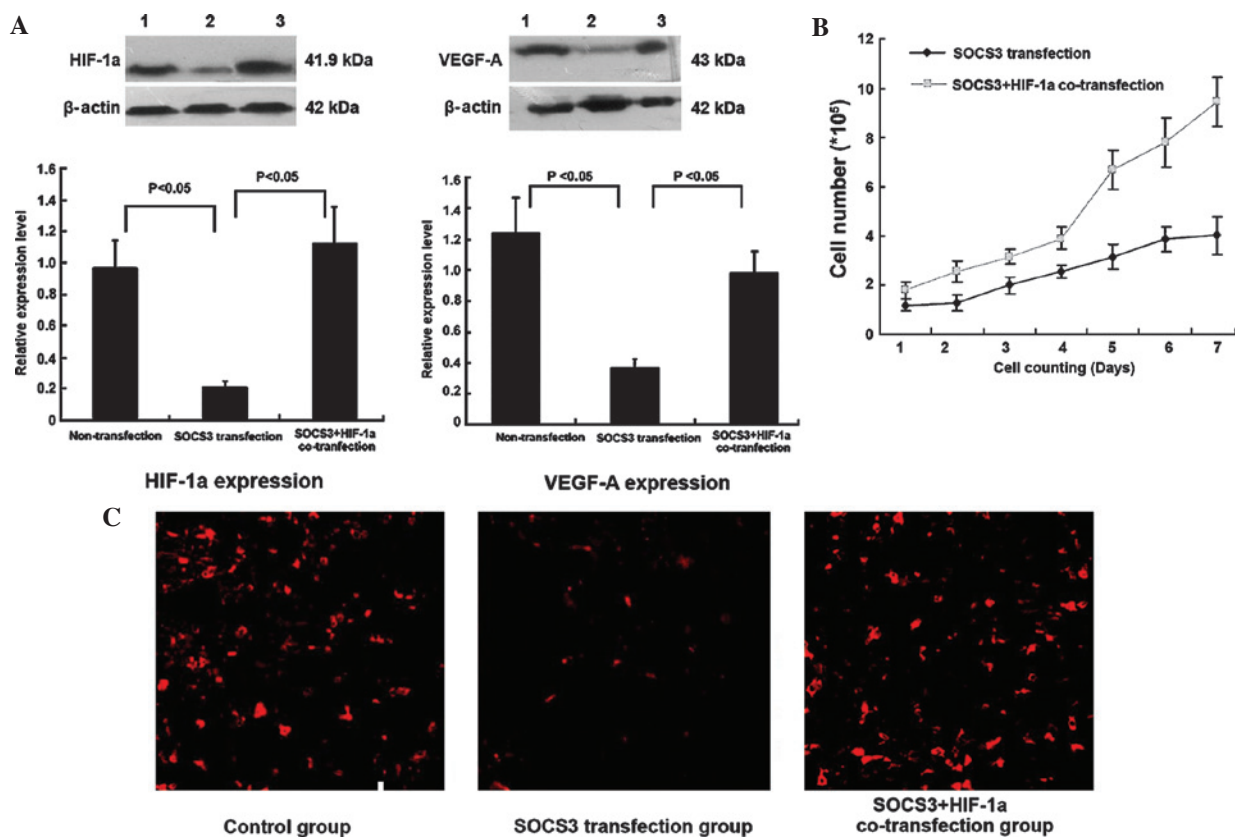 A
1 2 3
HIF-1a
41.9 kDa
β-actin
42 kDa
1 2 3
VEGF-A
43 kDa
β-actin
42 kDa
Relative expression level
1.6
1.4
1.2
1.0
0.8
0.6
0.4
0.2
0
P<0.05
P<0.05
Non-transfection
SOCS3 transfection
SOCS3+HIF-1a
co-tranfection
HIF-1a expression
Relative expression level
1.6
1.4
1.2
1.0
0.8
0.6
0.4
0.2
0
P <0.05
P <0.05
Non-transfection
SOCS3 transfection
SOCS3+HIF-1a
co-tranfection
VEGF-A expression
B
SOCS3 transfection
SOCS3+HIF-1a co-transfection
Cell number (*10⁵)
12
10
8
6
4
2
0
1 2 3 4 5 6 7
Cell counting (Days)
C
Control group
SOCS3 transfection group
SOCS3+HIF-1a
co-transfection group